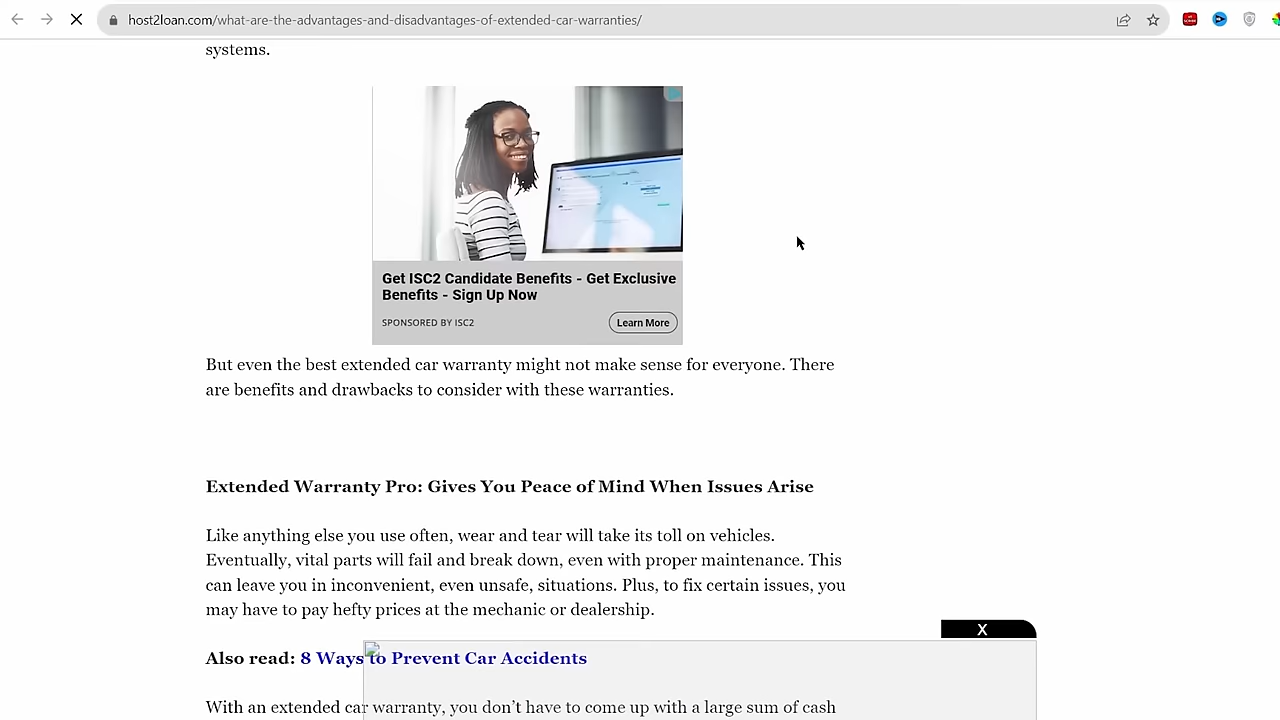 host2loan.com/what-are-the-advantages-and-disadvantages-of-extended-car-warranties/
systems.
Get ISC2 Candidate Benefits - Get Exclusive
Benefits - Sign Up Now
SPONSORED BY ISC2
Learn More
But even the best extended car warranty might not make sense for everyone. There
are benefits and drawbacks to consider with these warranties.
Extended Warranty Pro: Gives You Peace of Mind When Issues Arise
Like anything else you use often, wear and tear will take its toll on vehicles.
Eventually, vital parts will fail and break down, even with proper maintenance. This
can leave you in inconvenient, even unsafe, situations. Plus, to fix certain issues, you
may have to pay hefty prices at the mechanic or dealership.
X
Also read: 8 Ways to Prevent Car Accidents
With an extended car warranty, you don’t have to come up with a large sum of cash